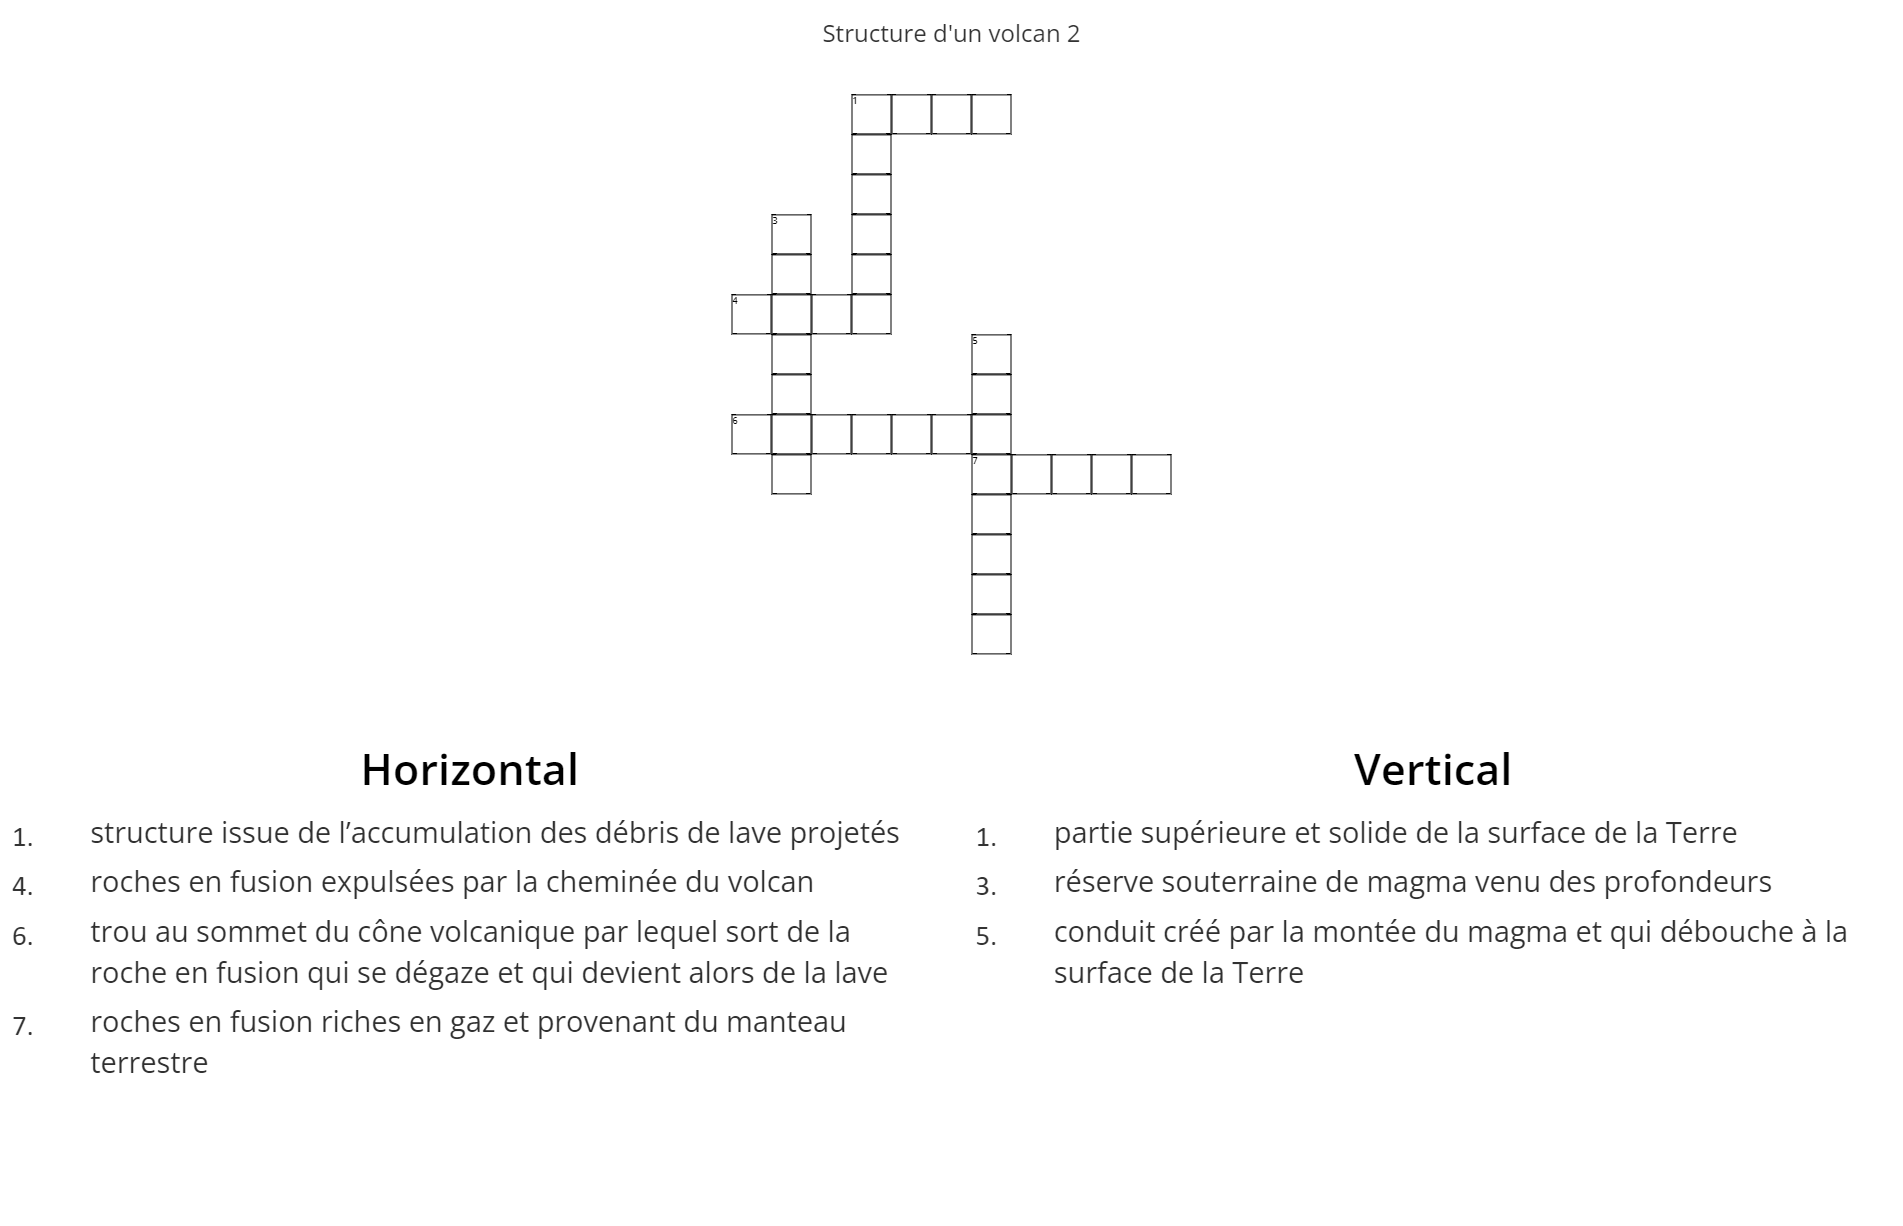 Structure d'un volcan 2
1
3
4
5
6
7
Horizontal
1. structure issue de l’accumulation des débris de lave projetés
4. roches en fusion expulsées par la cheminée du volcan
6. trou au sommet du cône volcanique par lequel sort de la
roche en fusion qui se dégaze et qui devient alors de la lave
7. roches en fusion riches en gaz et provenant du manteau
terrestre
Vertical
1. partie supérieure et solide de la surface de la Terre
3. réserve souterraine de magma venu des profondeurs
5. conduit créé par la montée du magma et qui débouche à la
surface de la Terre